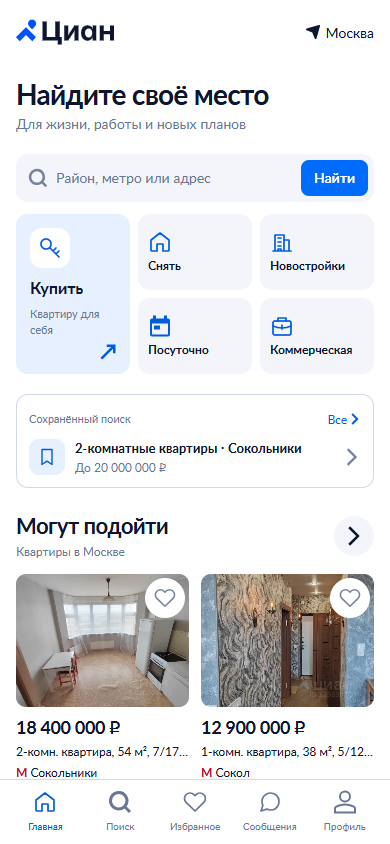 Циан
Москва
Найдите своё место
Для жизни, работы и новых планов
Район, метро или адрес
Найти
Купить
Квартиру для
себя
Снять
Новостройки
Посуточно
Коммерческая
Сохранённый поиск
Все
2-комнатные квартиры · Сокольники
До 20 000 000 ₽
Могут подойти
Квартиры в Москве
18 400 000 ₽
12 900 000 ₽
2-комн. квартира, 54 м², 7/17...
1-комн. квартира, 38 м², 5/12...
М Сокольники
М Сокол
Главная
Поиск
Избранное
Сообщения
Профиль